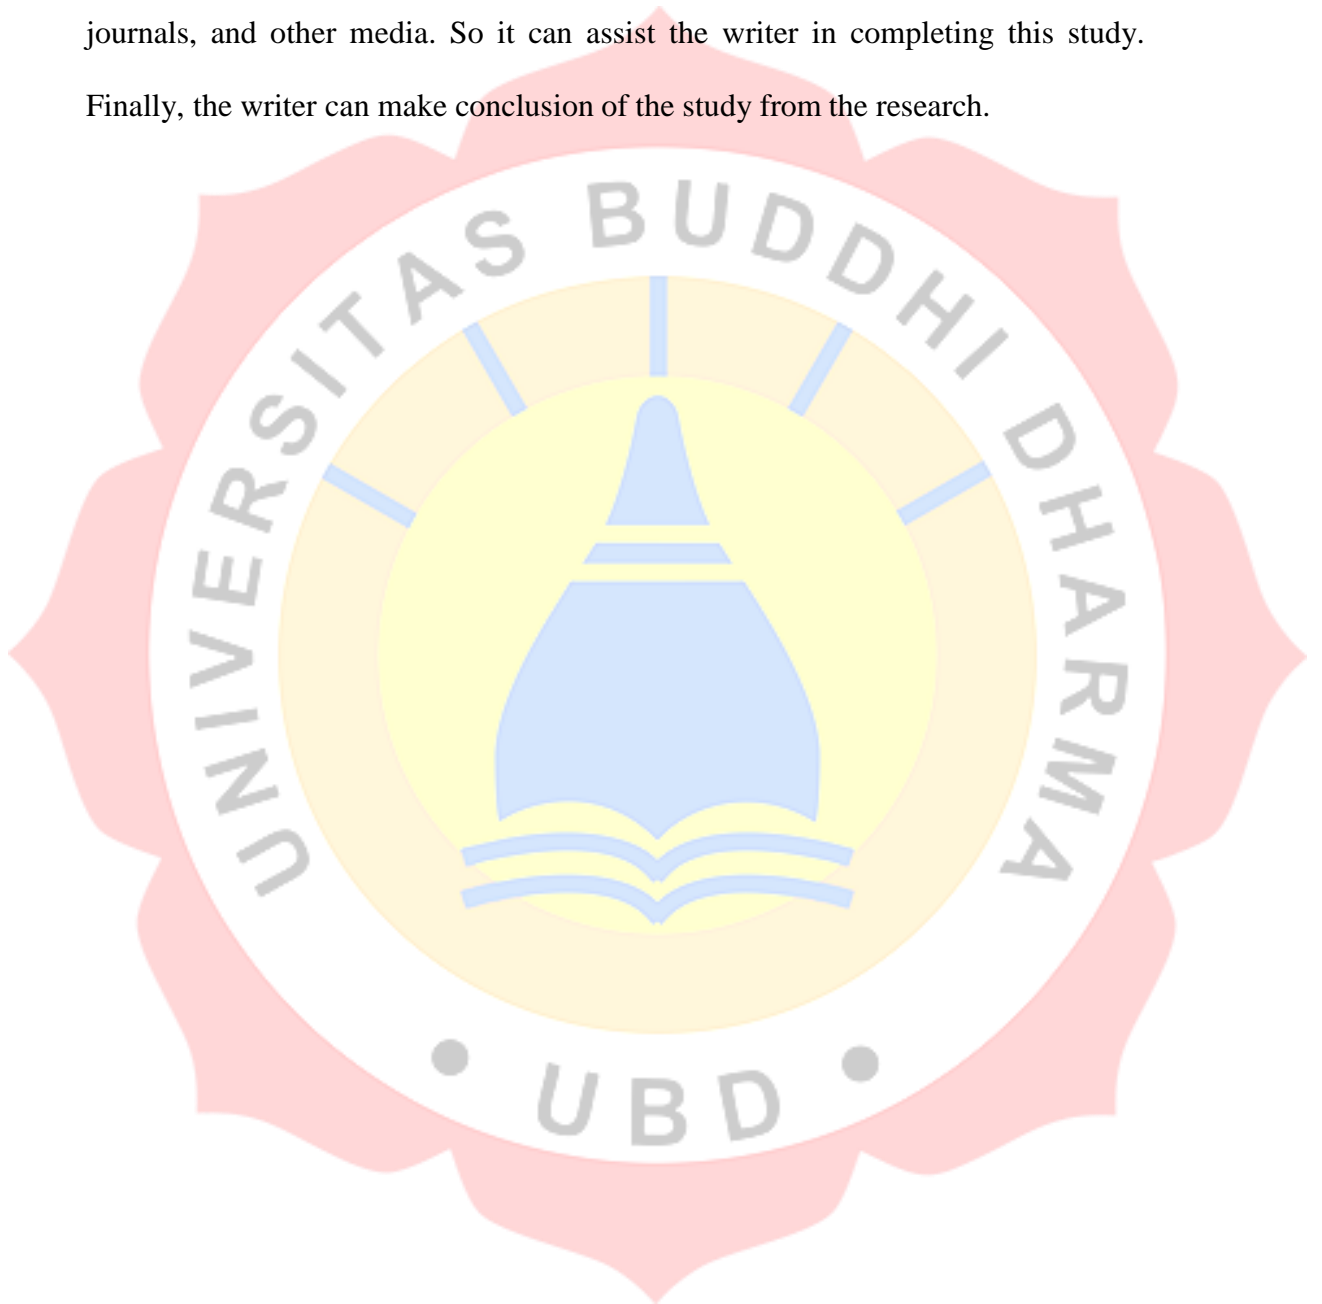 journals, and other media. So it can assist the writer in completing this study.
Finally, the writer can make conclusion of the study from the research.
UNIVERSITAS BUDDHI DHARMA
• UBD •